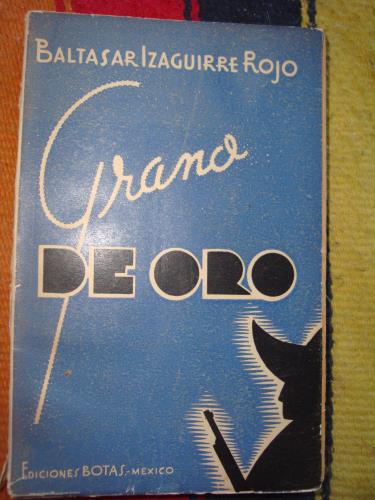 BALTASAR IZAGUIRRE ROJO
Grano
DE ORO
EDICIONES BOTAS.-MEXICO